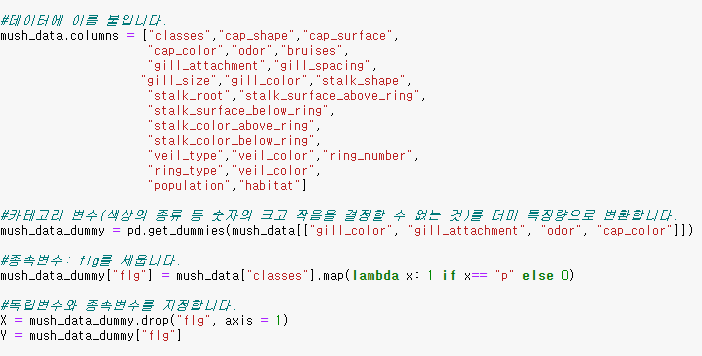 #데이터에 이름 붙입니다.
mush_data.columns = ["classes","cap_shape","cap_surface",
"cap_color","odor","bruises",
"gill_attachment","gill_spacing",
"gill_size","gill_color","stalk_shape",
"stalk_root","stalk_surface_above_ring",
"stalk_surface_below_ring",
"stalk_color_above_ring",
"stalk_color_below_ring",
"veil_type","veil_color","ring_number",
"ring_type","veil_color",
"population","habitat"]
#카테고리 변수(색상의 종류 등 숫자의 크고 작음을 결정할 수 없는 것)를 더미 특징량으로 변환합니다.
mush_data_dummy = pd.get_dummies(mush_data[["gill_color", "gill_attachment", "odor", "cap_color"]])
#종속변수: flg를 세웁니다.
mush_data_dummy["flg"] = mush_data["classes"].map(lambda x: 1 if x== "p" else 0)
#독립변수와 종속변수를 지정합니다.
X = mush_data_dummy.drop("flg", axis = 1)
Y = mush_data_dummy["flg"]